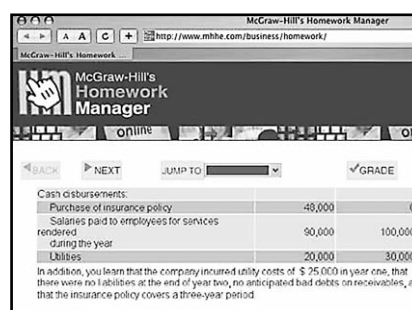 McGraw-Hill's Homework Manager
A A C + http://www.mhhe.com/business/homework/
McGraw-Hill's Homework ...
McGraw-Hill's
Homework
Manager
online
BACK NEXT JUMP TO GRADE
Cash disbursements:
Purchase of insurance policy 48,000
Salaries paid to employees for services
rendered 90,000 100,000
during the year
Utilities 20,000 30,000
In addition, you learn that the company incurred utility costs of $ 25,000 in year one, that
there were no liabilities at the end of year two, no anticipated bad debts on receivables, a
that the insurance policy covers a three-year period.